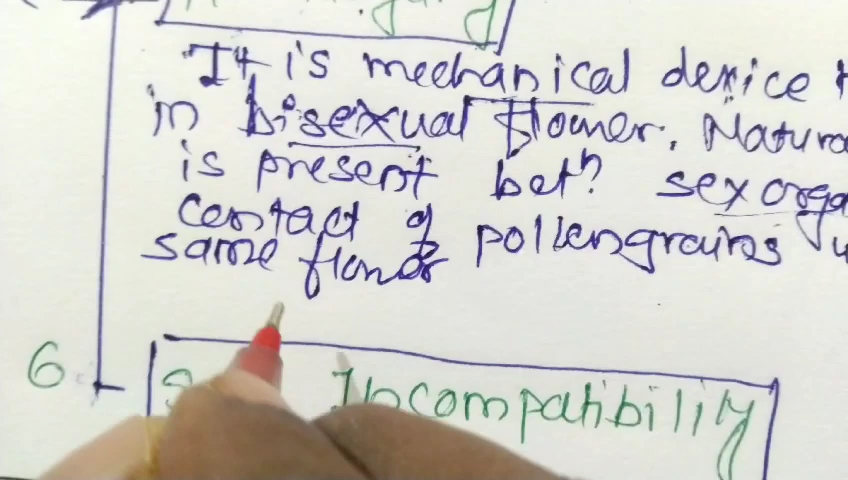 It is mechanical device
in bisexual flower. Natura
is present betn sex orga
contact of pollengrains
same flower
6 Incompatibility